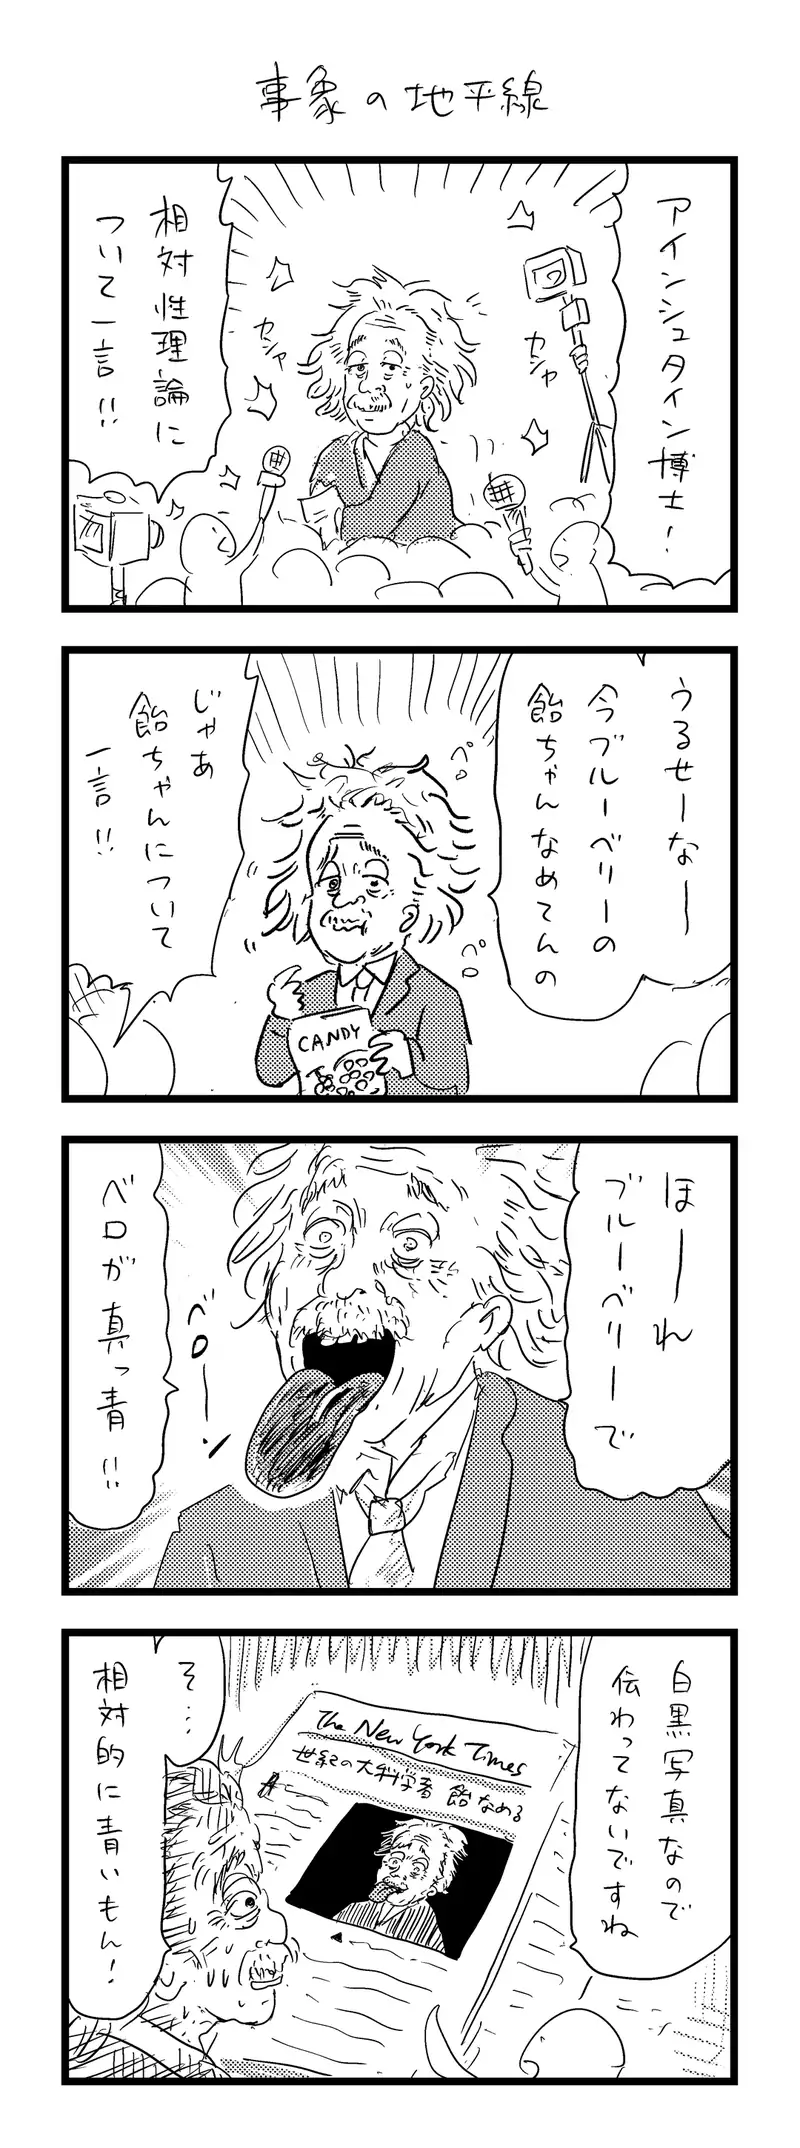 事象の地平線
アインシュタイン博士!
相対性理論に
ついて一言!!
カシャ
カシャ
うるせーなー
今ブルーベリーの
飴ちゃんなめてんの
ペロ
ペロ
じゃあ
飴ちゃんについて
一言!!
CANDY
ほーれ
ブルーベリーで
ベロが真っ青!!
ベローン
白黒写真なので
伝わってないですね
The New York Times
世紀の大科学者 飴なめる
そ…
相対的に青いもん!